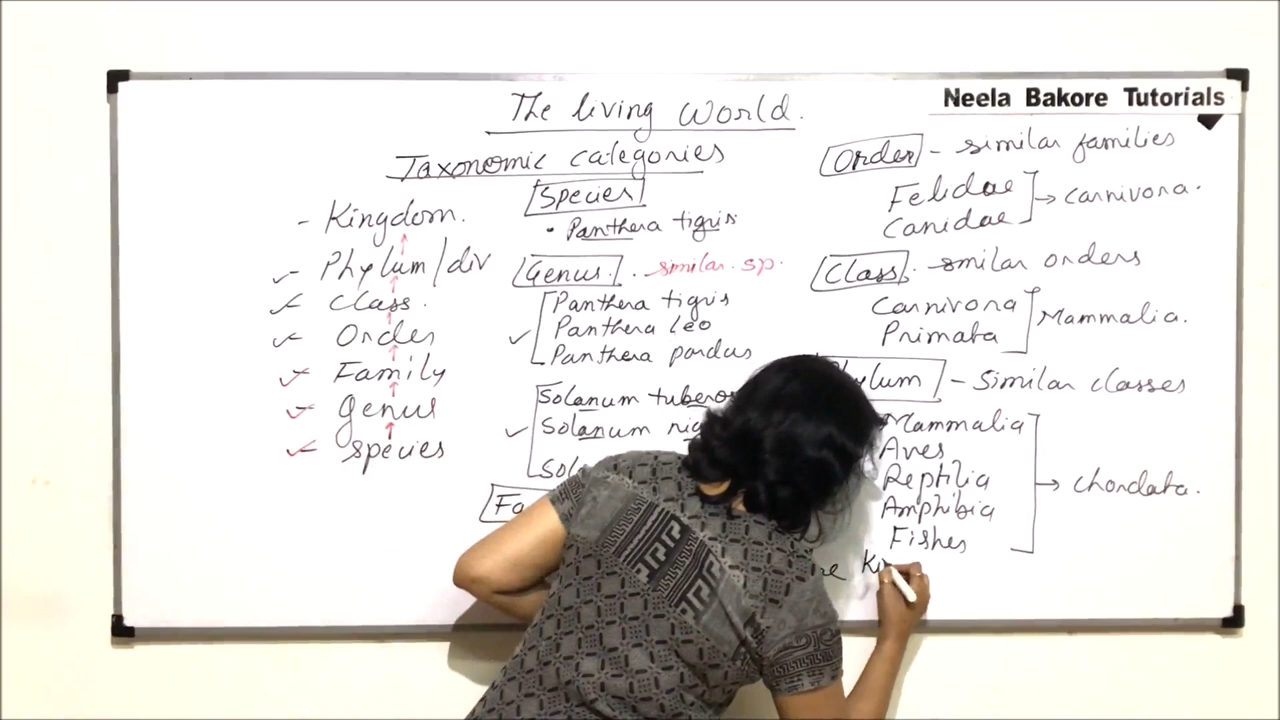 The living World.
Neela Bakore Tutorials
Taxonomic categories
- Kingdom.
Phylum/div
class.
Order
Family
Genus
species
Species
• Panthera tigris
Genus. similar sp.
Panthera tigris
Panthera leo
Panthera pardus
Solanum
Solanum
Order - similar families
Felidae
Canidae
→ carnivora.
Class. - smilar orders
Carnivora
Primata
Mammalia.
- Similar classes
Mammalia
Aves
Reptilia
Amphibia
Fishes
→ chordata.